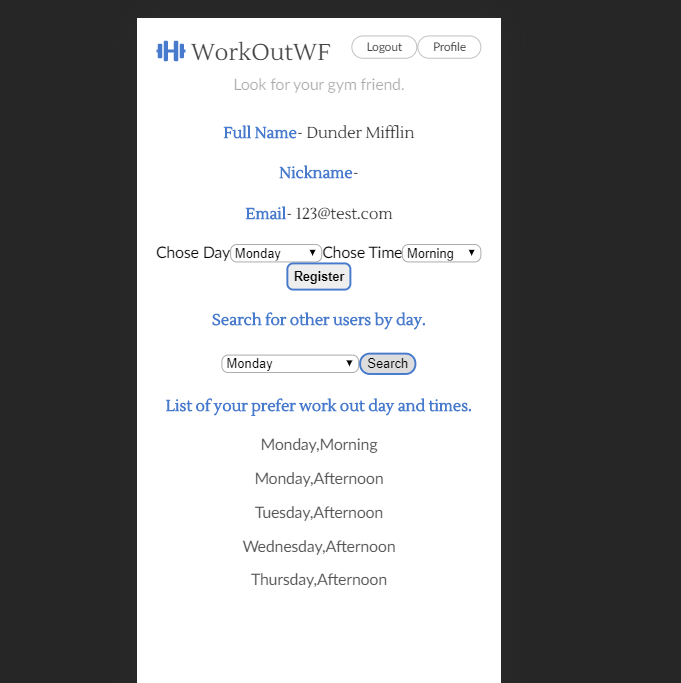 WorkOutWF Logout Profile
Look for your gym friend.
Full Name- Dunder Mifflin
Nickname-
Email- 123@test.com
Chose Day Monday Chose Time Morning
Register
Search for other users by day.
Monday Search
List of your prefer work out day and times.
Monday,Morning
Monday,Afternoon
Tuesday,Afternoon
Wednesday,Afternoon
Thursday,Afternoon